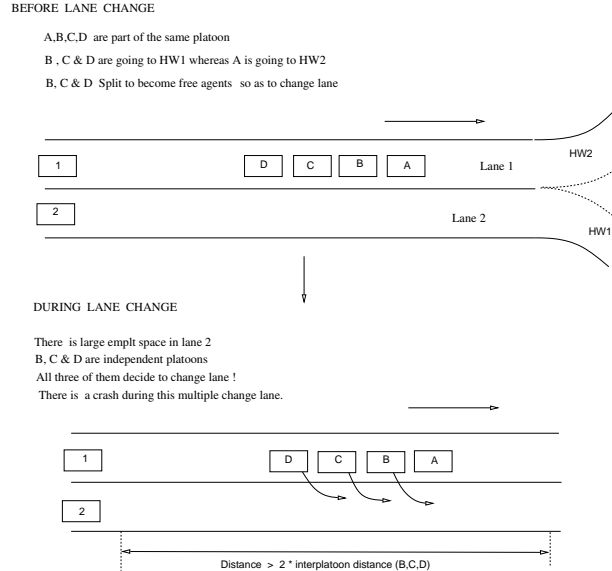 BEFORE LANE CHANGE
A,B,C,D are part of the same platoon
B , C & D are going to HW1 whereas A is going to HW2
B, C & D Split to become free agents so as to change lane
HW2
1
D
C
B
A
Lane 1
2
Lane 2
HW1
DURING LANE CHANGE
There is large emplt space in lane 2
B, C & D are independent platoons
All three of them decide to change lane !
There is a crash during this multiple change lane.
1
D
C
B
A
2
Distance > 2 * interplatoon distance (B,C,D)